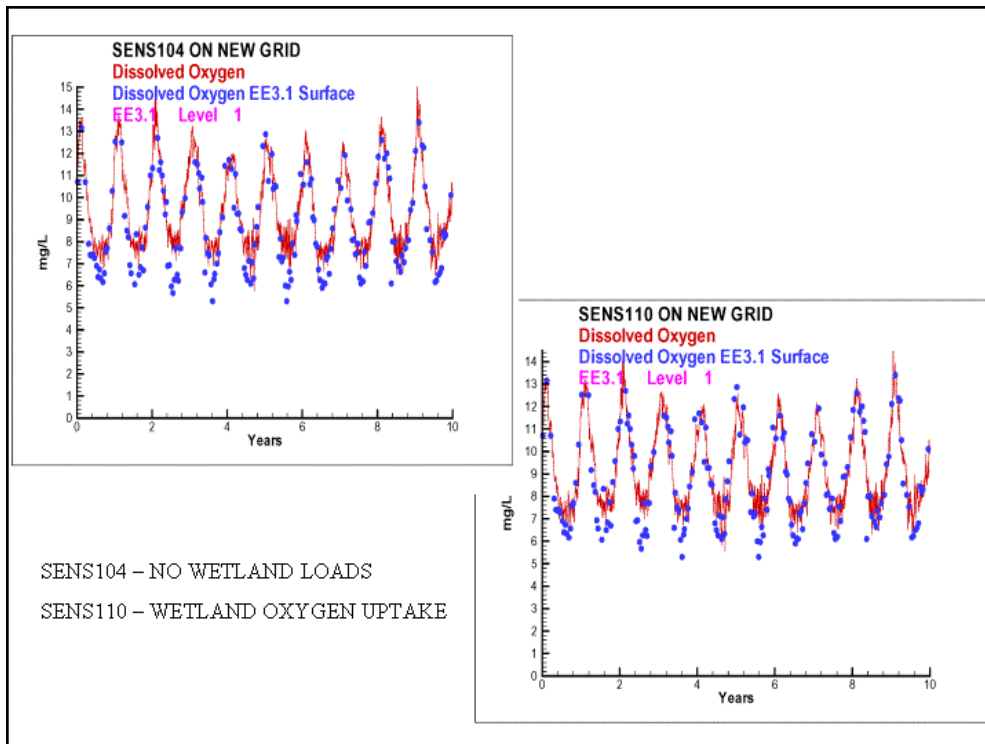 SENS104 ON NEW GRID
Dissolved Oxygen
Dissolved Oxygen EE3.1 Surface
EE3.1 Level 1
15
14
13
12
11
10
9
8
7
6
5
4
3
2
1
0
mg/L
0 2 4 6 8 10
Years
SENS110 ON NEW GRID
Dissolved Oxygen
Dissolved Oxygen EE3.1 Surface
EE3.1 Level 1
14
13
12
11
10
9
8
7
6
5
4
3
2
1
0
mg/L
0 2 4 6 8 10
Years
SENS104 – NO WETLAND LOADS
SENS110 – WETLAND OXYGEN UPTAKE